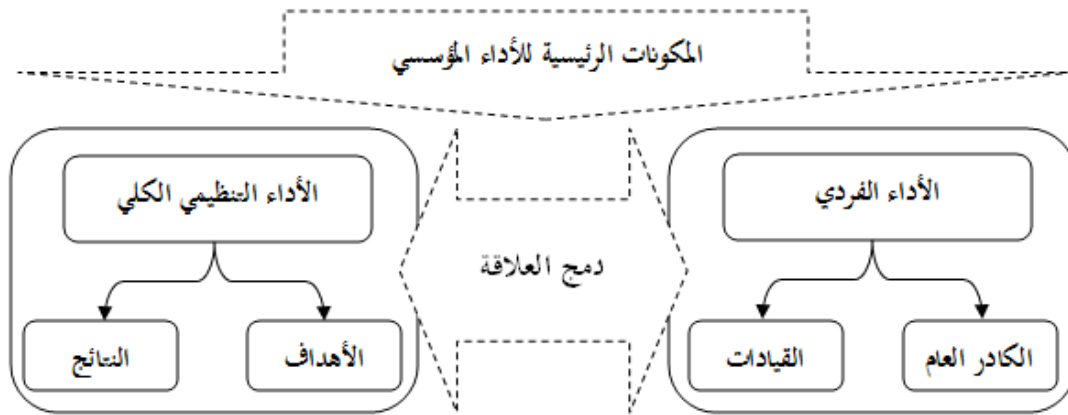 المكونات الرئيسية للأداء المؤسسي
الأداء الفردي
الكادر العام
القيادات
دمج العلاقة
الأداء التنظيمي الكلي
الأهداف
النتائج